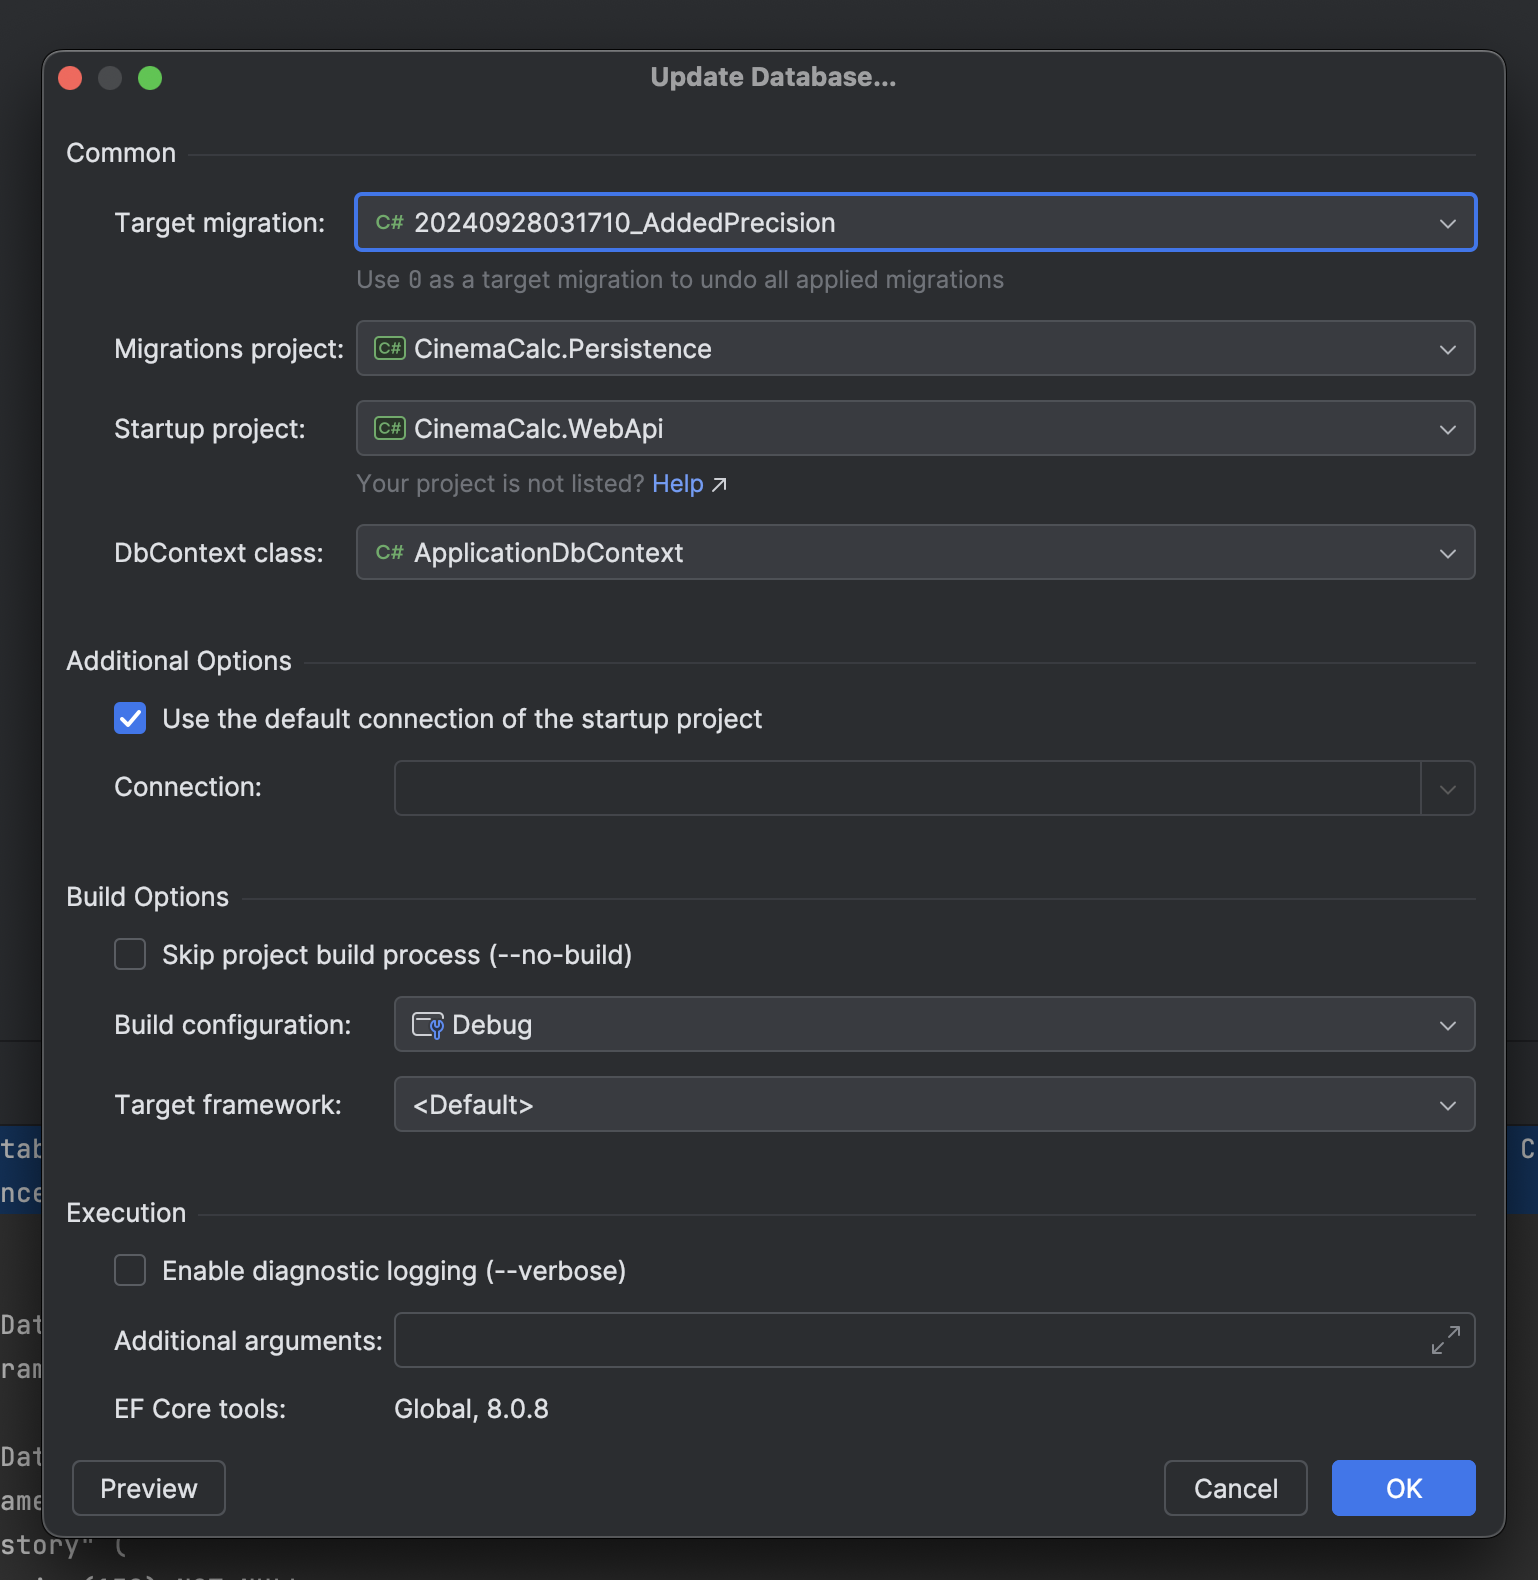 Update Database...
Common
Target migration: C# 20240928031710_AddedPrecision
Use 0 as a target migration to undo all applied migrations
Migrations project: C# CinemaCalc.Persistence
Startup project: C# CinemaCalc.WebApi
Your project is not listed? Help ↗
DbContext class: C# ApplicationDbContext
Additional Options
Use the default connection of the startup project
Connection:
Build Options
Skip project build process (--no-build)
Build configuration: Debug
Target framework: <Default>
tab C
nce
Execution
Enable diagnostic logging (--verbose)
Dat
Additional arguments:
ram
EF Core tools: Global, 8.0.8
Dat
Preview Cancel OK
ame
story" (